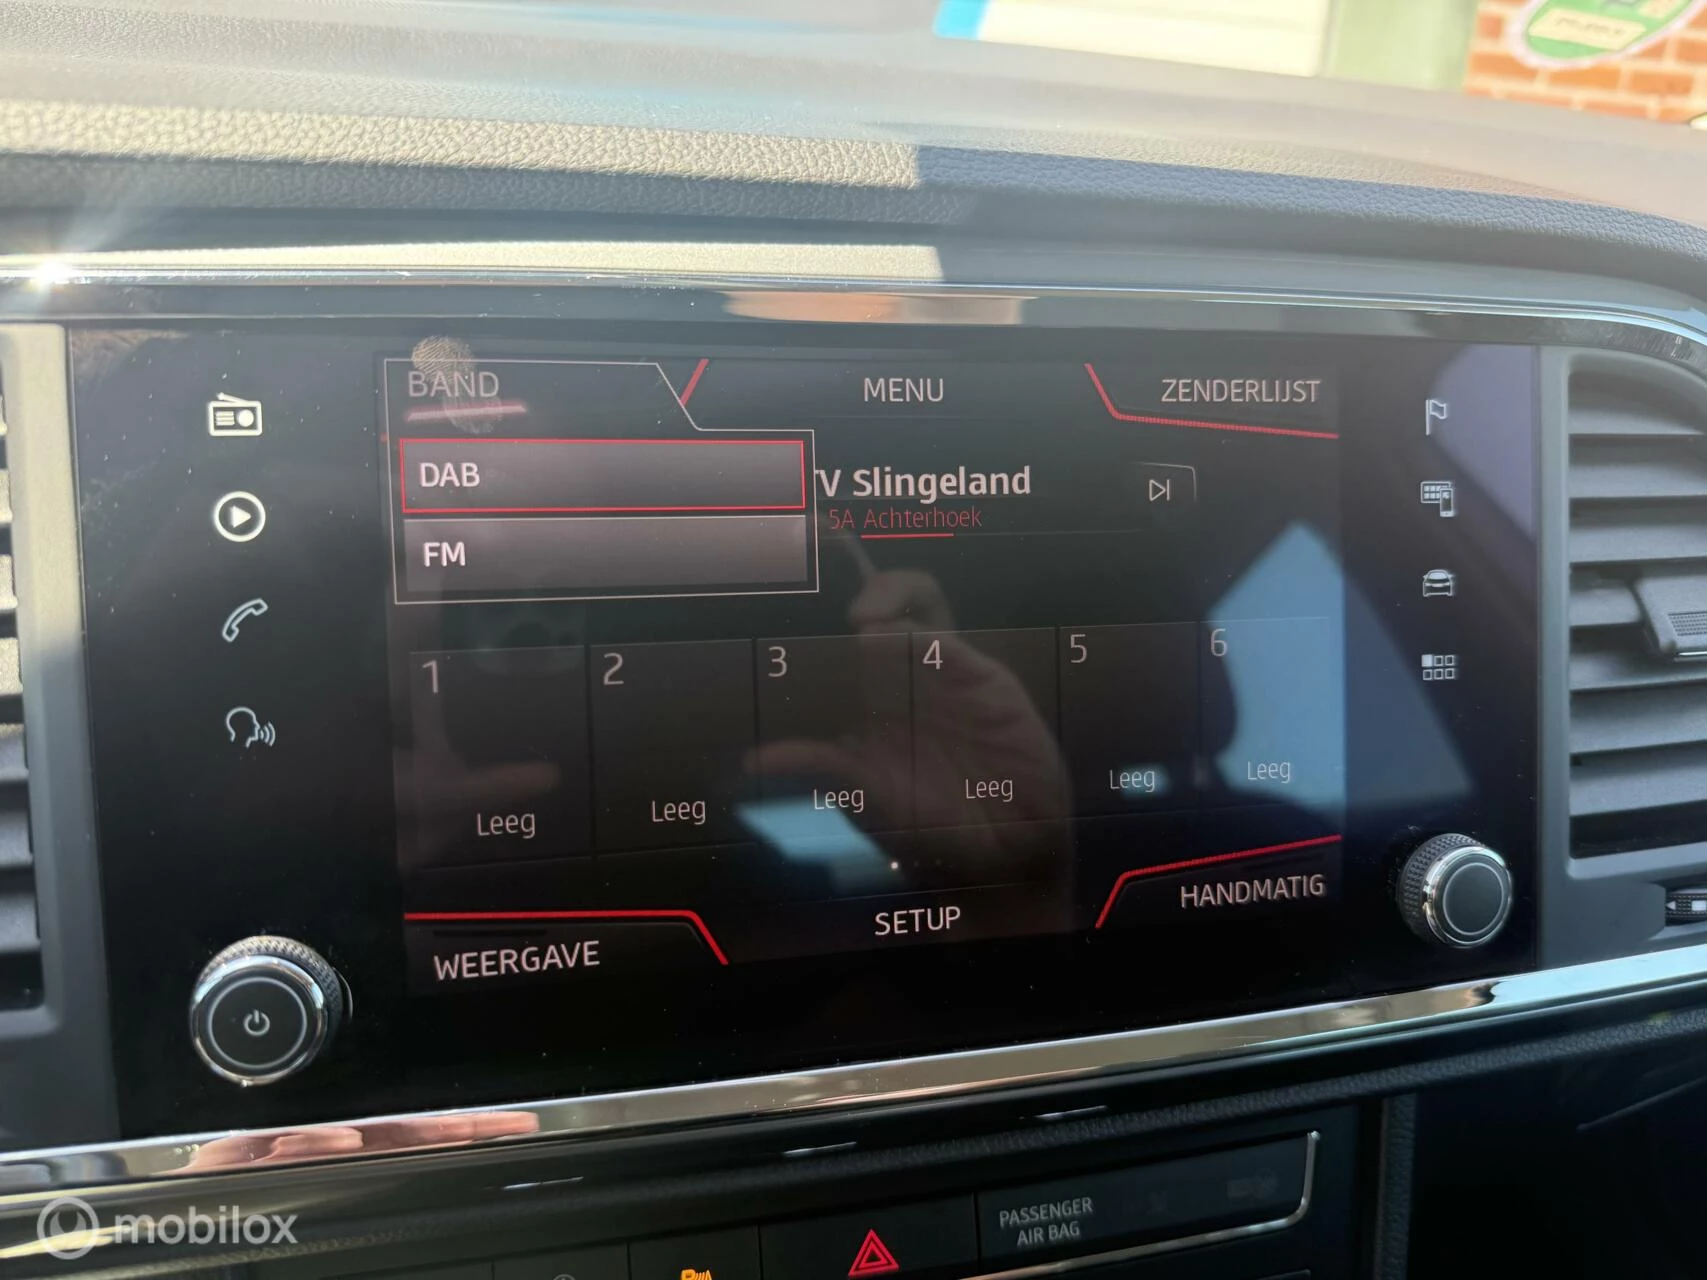 BAND
MENU
ZENDERLIJST
DAB
V Slingeland
5A Achterhoek
FM
1 2 3 4 5 6
Leeg Leeg Leeg Leeg Leeg Leeg
WEERGAVE
SETUP
HANDMATIG
PASSENGER
AIR BAG
mobilox